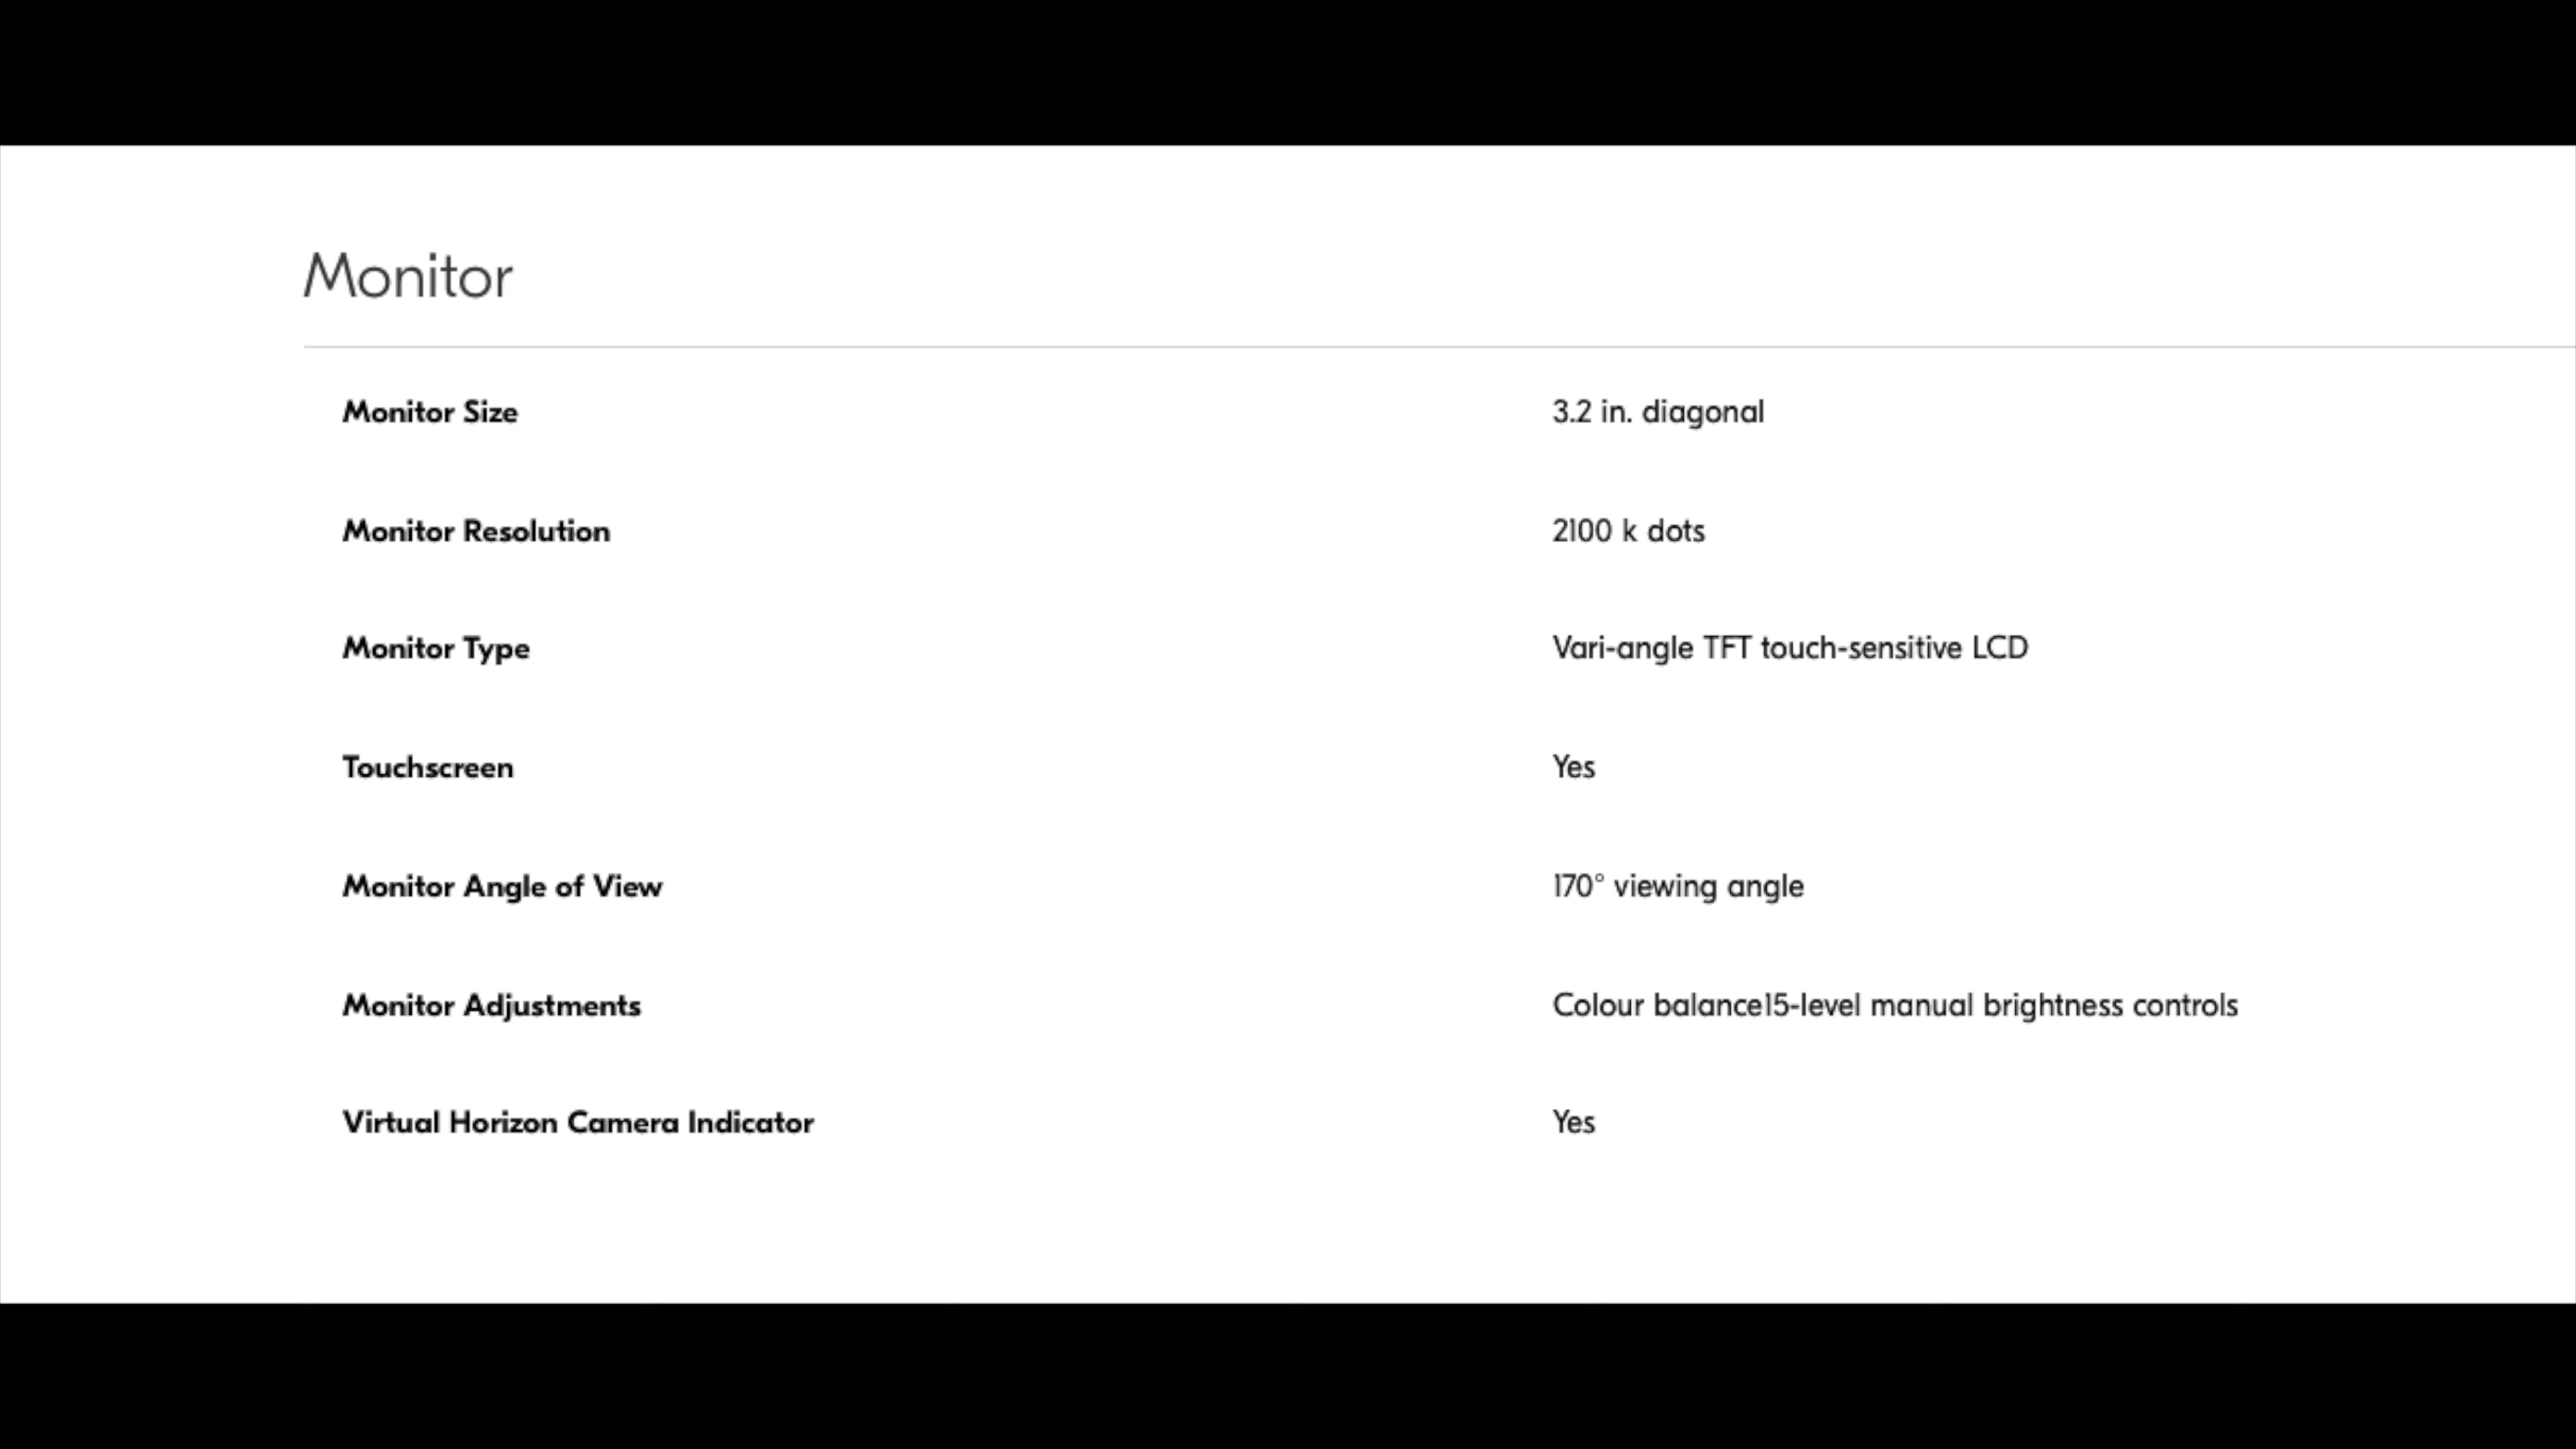 Monitor
Monitor Size 3.2 in. diagonal
Monitor Resolution 2100 k dots
Monitor Type Vari-angle TFT touch-sensitive LCD
Touchscreen Yes
Monitor Angle of View 170° viewing angle
Monitor Adjustments Colour balance15-level manual brightness controls
Virtual Horizon Camera Indicator Yes